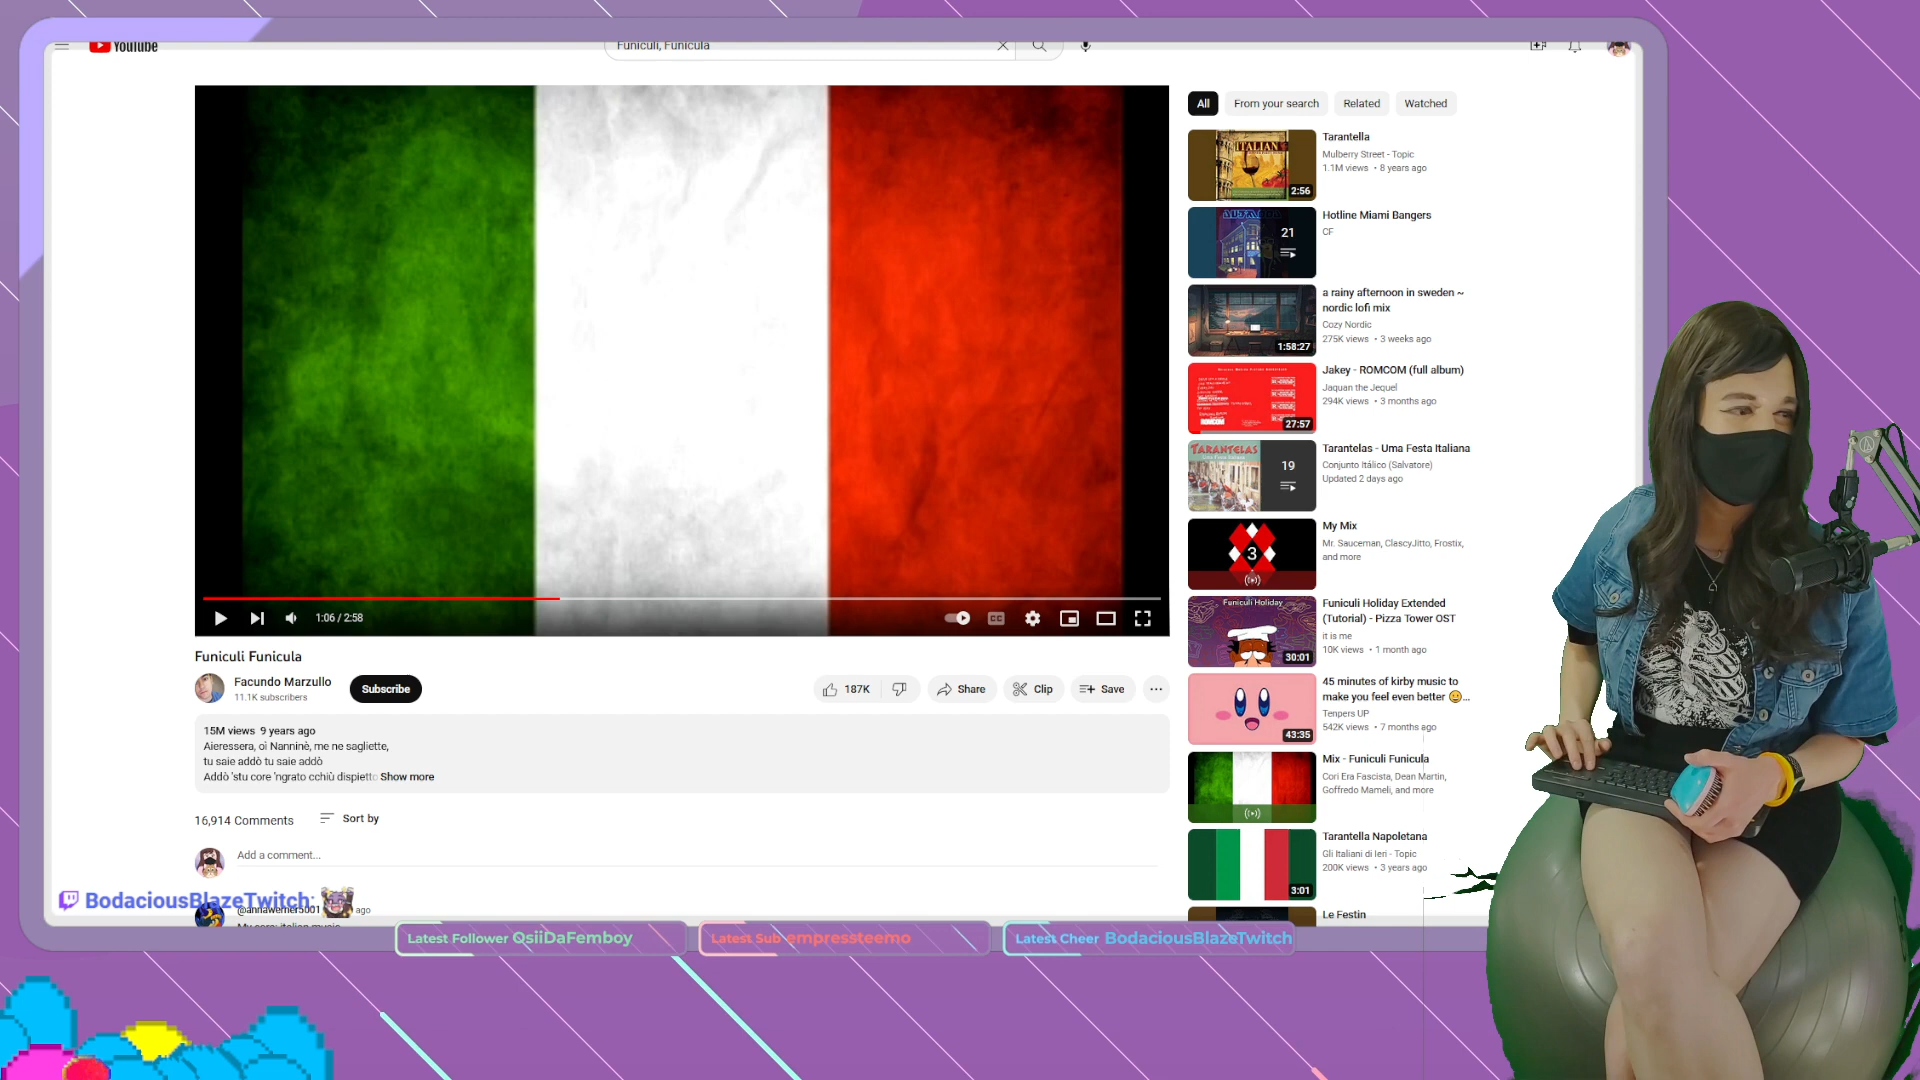 YouTube
Funiculi, Funicula
All
From your search
Related
Watched
ITALIAN
2:56
Tarantella
Mulberry Street - Topic
1.1M views • 8 years ago
21
Hotline Miami Bangers
CF
1:58:27
a rainy afternoon in sweden ~
nordic lofi mix
Cozy Nordic
275K views • 3 weeks ago
ROMCOM
27:57
Jakey - ROMCOM (full album)
Jaquan the Jequel
294K views • 3 months ago
TARANTELAS
19
Tarantelas - Uma Festa Italiana
Conjunto Itálico (Salvatore)
Updated 2 days ago
3
My Mix
Mr. Sauceman, ClascyJitto, Frostix,
and more
Funiculi Holiday
30:01
Funiculi Holiday Extended
(Tutorial) - Pizza Tower OST
it is me
10K views • 1 month ago
43:35
45 minutes of kirby music to
make you feel even better 😊...
Tenpers UP
542K views • 7 months ago
Mix - Funiculi Funicula
Cori Era Fascista, Dean Martin,
Goffredo Mameli, and more
3:01
Tarantella Napoletana
Gli Italiani di Ieri - Topic
200K views • 3 years ago
Le Festin
1:06 / 2:58
CC
Funiculi Funicula
Facundo Marzullo
11.1K subscribers
Subscribe
187K
Share
Clip
Save
15M views 9 years ago
Aieressera, oì Nanninè, me ne sagliette,
tu saie addò tu saie addò
Addò 'stu core 'ngrato cchiù dispietto Show more
16,914 Comments
Sort by
Add a comment...
BodaciousBlazeTwitch:
@annawerner5001
ago
Latest Follower QsiiDaFemboy
Latest Sub empressteemo
Latest Cheer BodaciousBlazeTwitch